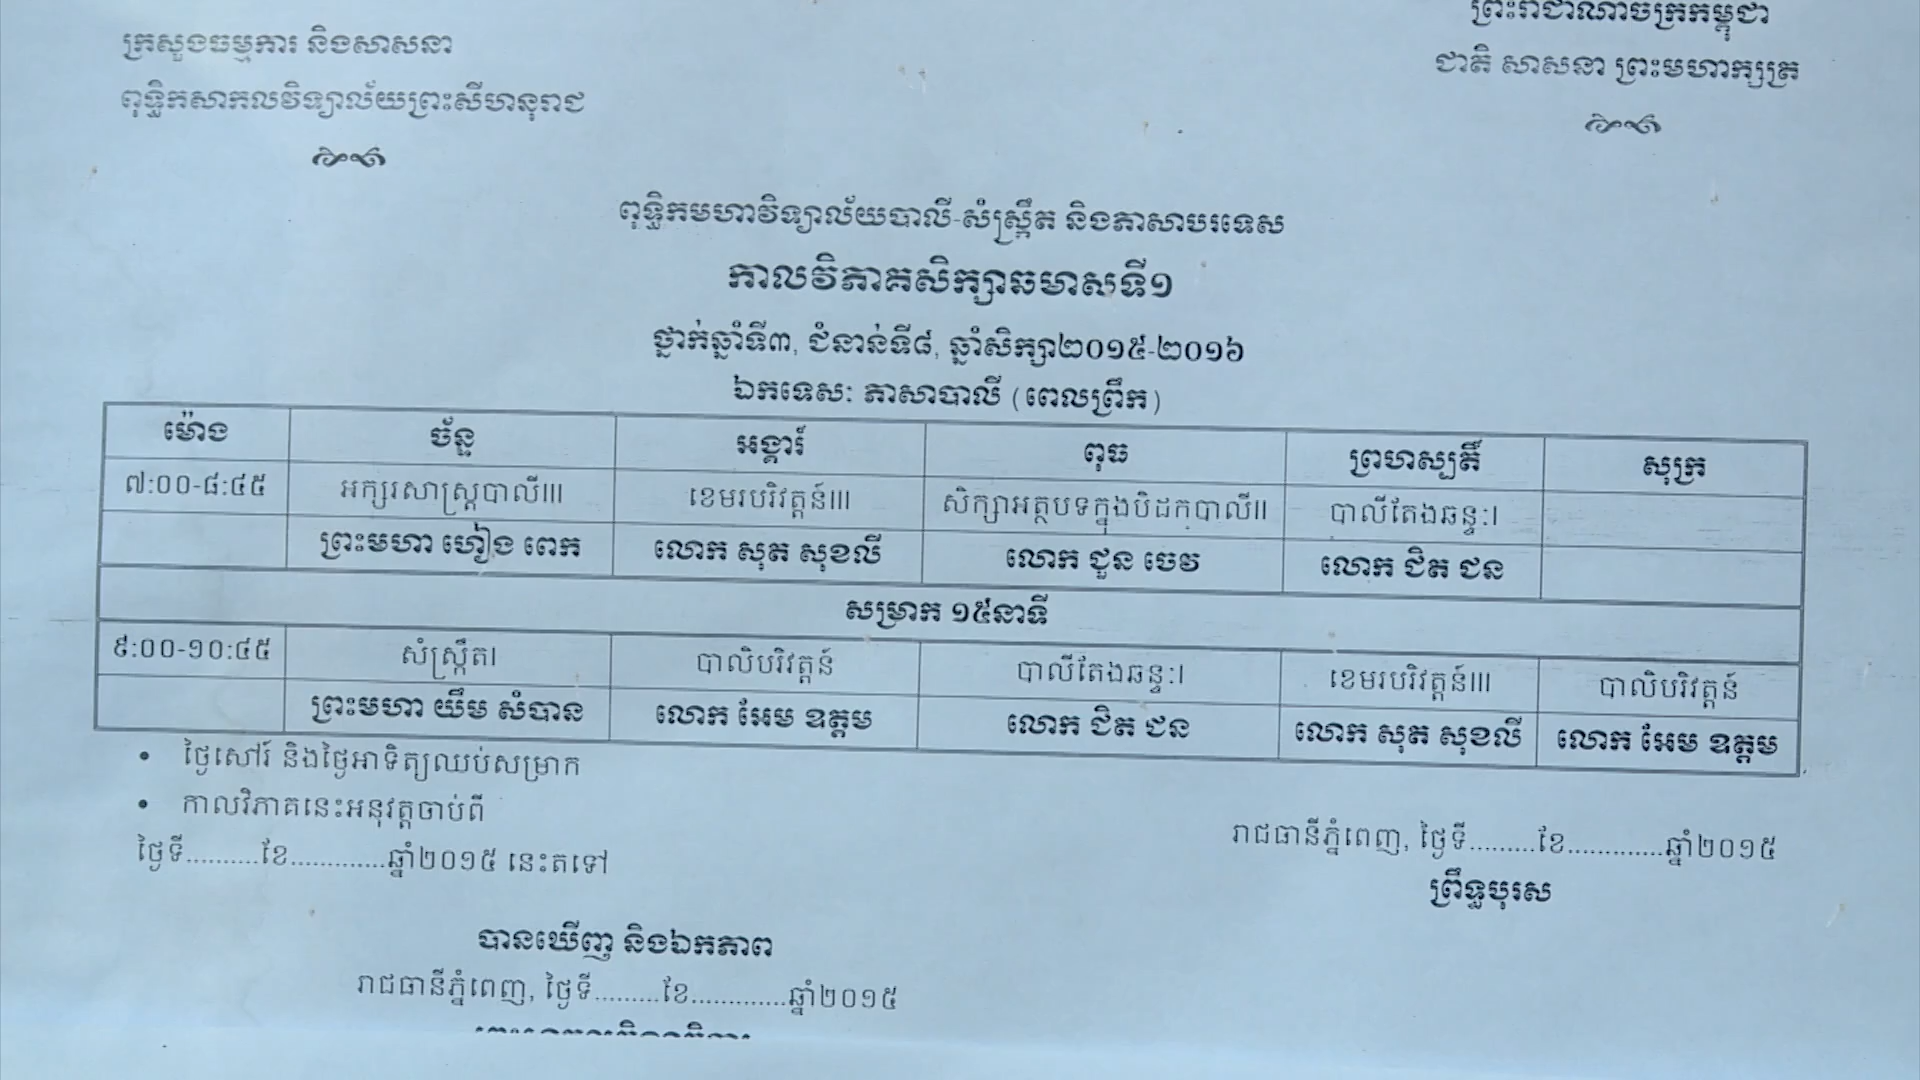 ព្រះរាជាណាចក្រកម្ពុជា
ជាតិ សាសនា ព្រះមហាក្សត្រ
ក្រសួងធម្មការ និងសាសនា
ពុទ្ធិកសាកលវិទ្យាល័យព្រះសីហនុរាជ
ពុទ្ធិកមហាវិទ្យាល័យបាលី-សំស្ក្រឹត និងភាសាបរទេស
កាលវិភាគសិក្សាឆមាសទី១
ថ្នាក់ឆ្នាំទី៣, ជំនាន់ទី៨, ឆ្នាំសិក្សា២០១៥-២០១៦
ឯកទេសៈ ភាសាបាលី (ពេលព្រឹក)
ម៉ោង ច័ន្ទ អង្គារ៍ ពុធ ព្រហស្បតិ៍ សុក្រ
៧:០០-៨:៤៥ អក្សរសាស្ត្របាលីIII ខេមរបរិវត្តន៍III សិក្សាអត្ថបទក្នុងបិដកបាលីII បាលីតែងឆន្ទៈI
ព្រះមហា ហៀង ពេក លោក សុត សុខលី លោក ជួន ចេវ លោក ជិត ជន
សម្រាក ១៥នាទី
៩:០០-១០:៤៥ សំស្ក្រឹតI បាលិបរិវត្តន៍ បាលីតែងឆន្ទៈI ខេមរបរិវត្តន៍III បាលិបរិវត្តន៍
ព្រះមហា យឹម សំបាន លោក អែម ឧត្តម លោក ជិត ជន លោក សុត សុខលី លោក អែម ឧត្តម
• ថ្ងៃសៅរ៍ និងថ្ងៃអាទិត្យឈប់សម្រាក
• កាលវិភាគនេះអនុវត្តចាប់ពី
ថ្ងៃទី..........ខែ.............ឆ្នាំ២០១៥ នេះតទៅ
រាជធានីភ្នំពេញ, ថ្ងៃទី.........ខែ.............ឆ្នាំ២០១៥
ព្រឹទ្ធបុរស
បានឃើញ និងឯកភាព
រាជធានីភ្នំពេញ, ថ្ងៃទី.........ខែ.............ឆ្នាំ២០១៥